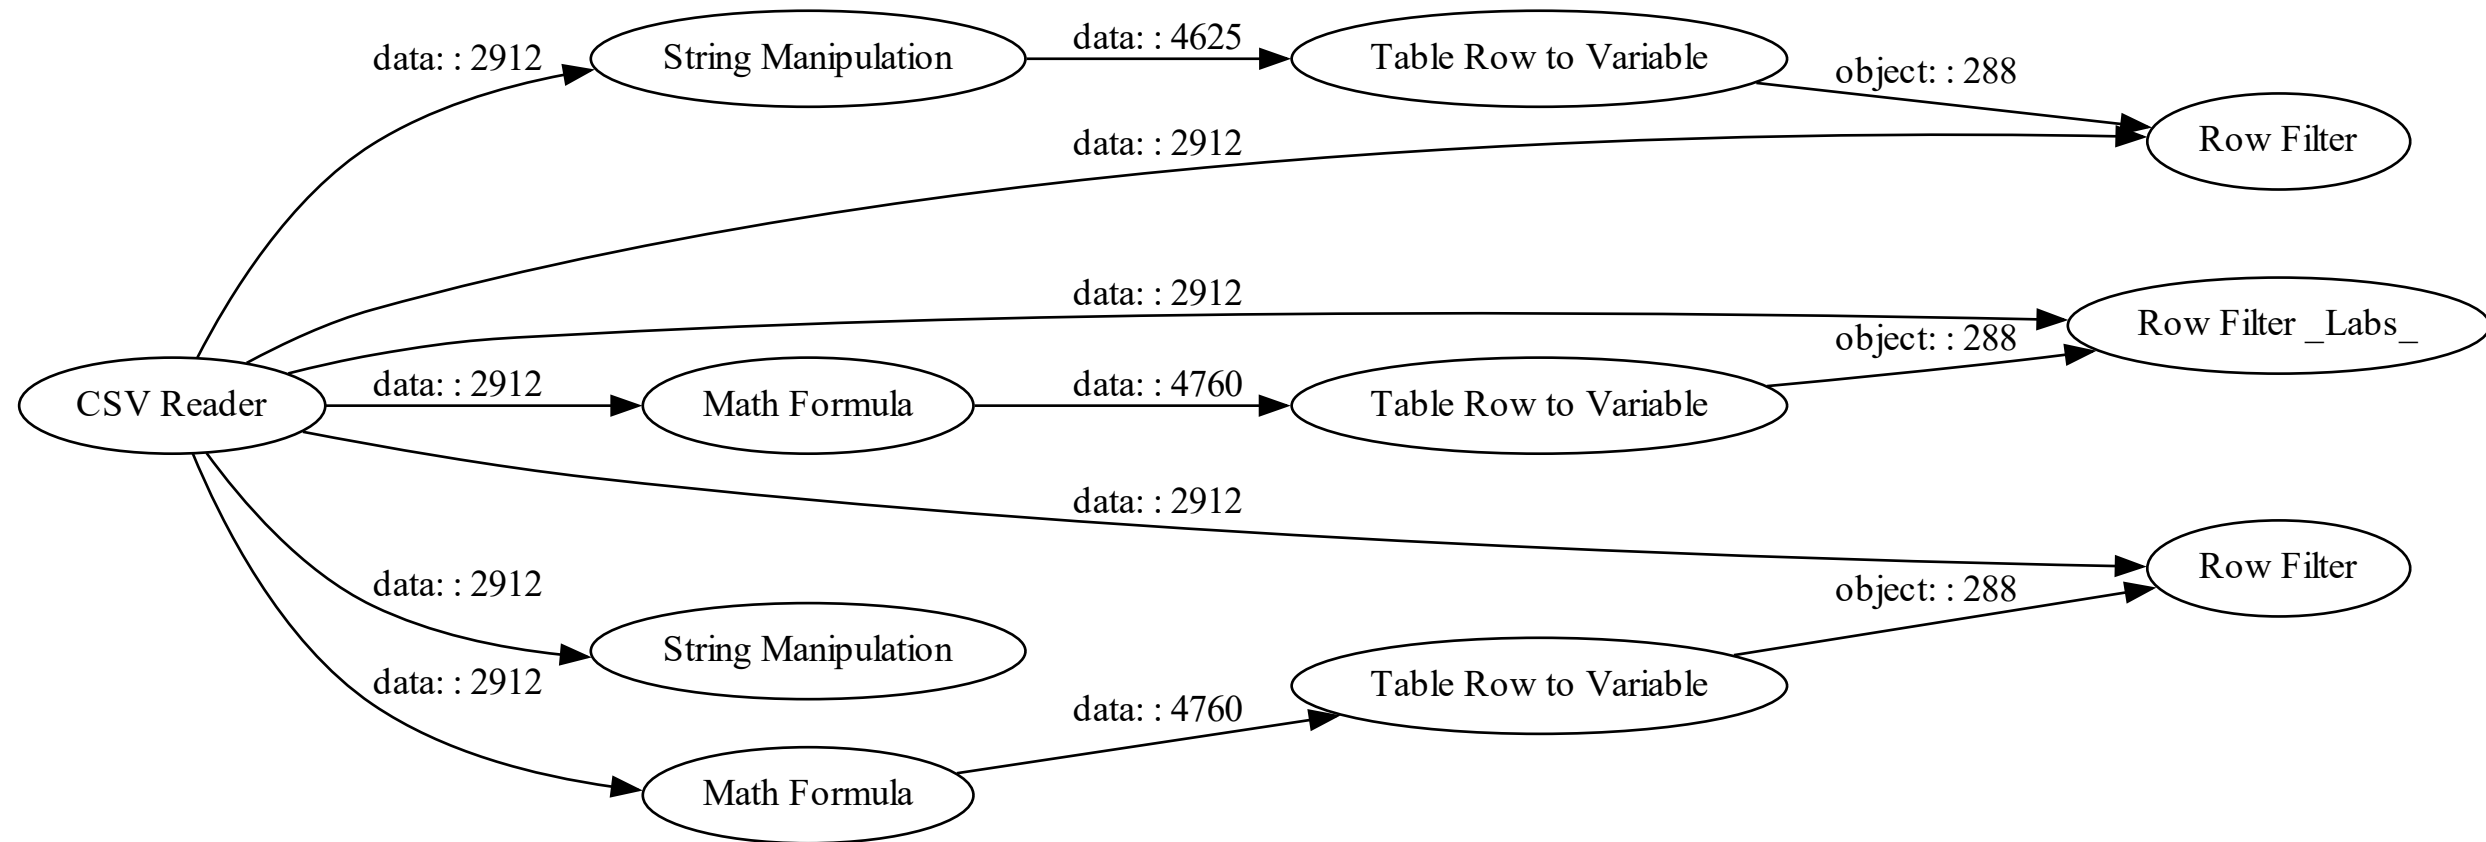 data: : 2912
String Manipulation
data: : 4625
Table Row to Variable
object: : 288
Row Filter
data: : 2912
data: : 2912
Row Filter _Labs_
object: : 288
CSV Reader
data: : 2912
Math Formula
data: : 4760
Table Row to Variable
data: : 2912
Row Filter
object: : 288
data: : 2912
String Manipulation
data: : 2912
Table Row to Variable
data: : 4760
Math Formula